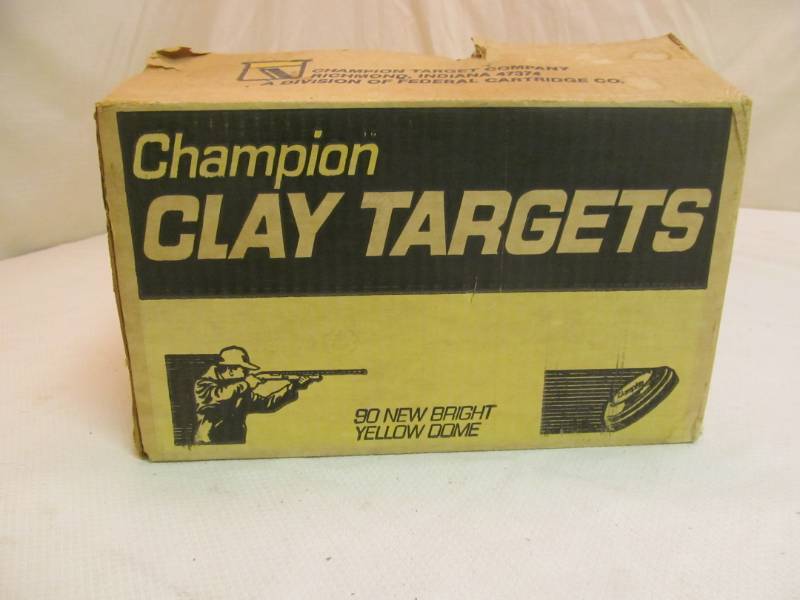 CHAMPION TARGET COMPANY
RICHMOND, INDIANA 47374
A DIVISION OF FEDERAL CARTRIDGE CO.
Champion
CLAY TARGETS
90 NEW BRIGHT
YELLOW DOME
Champion